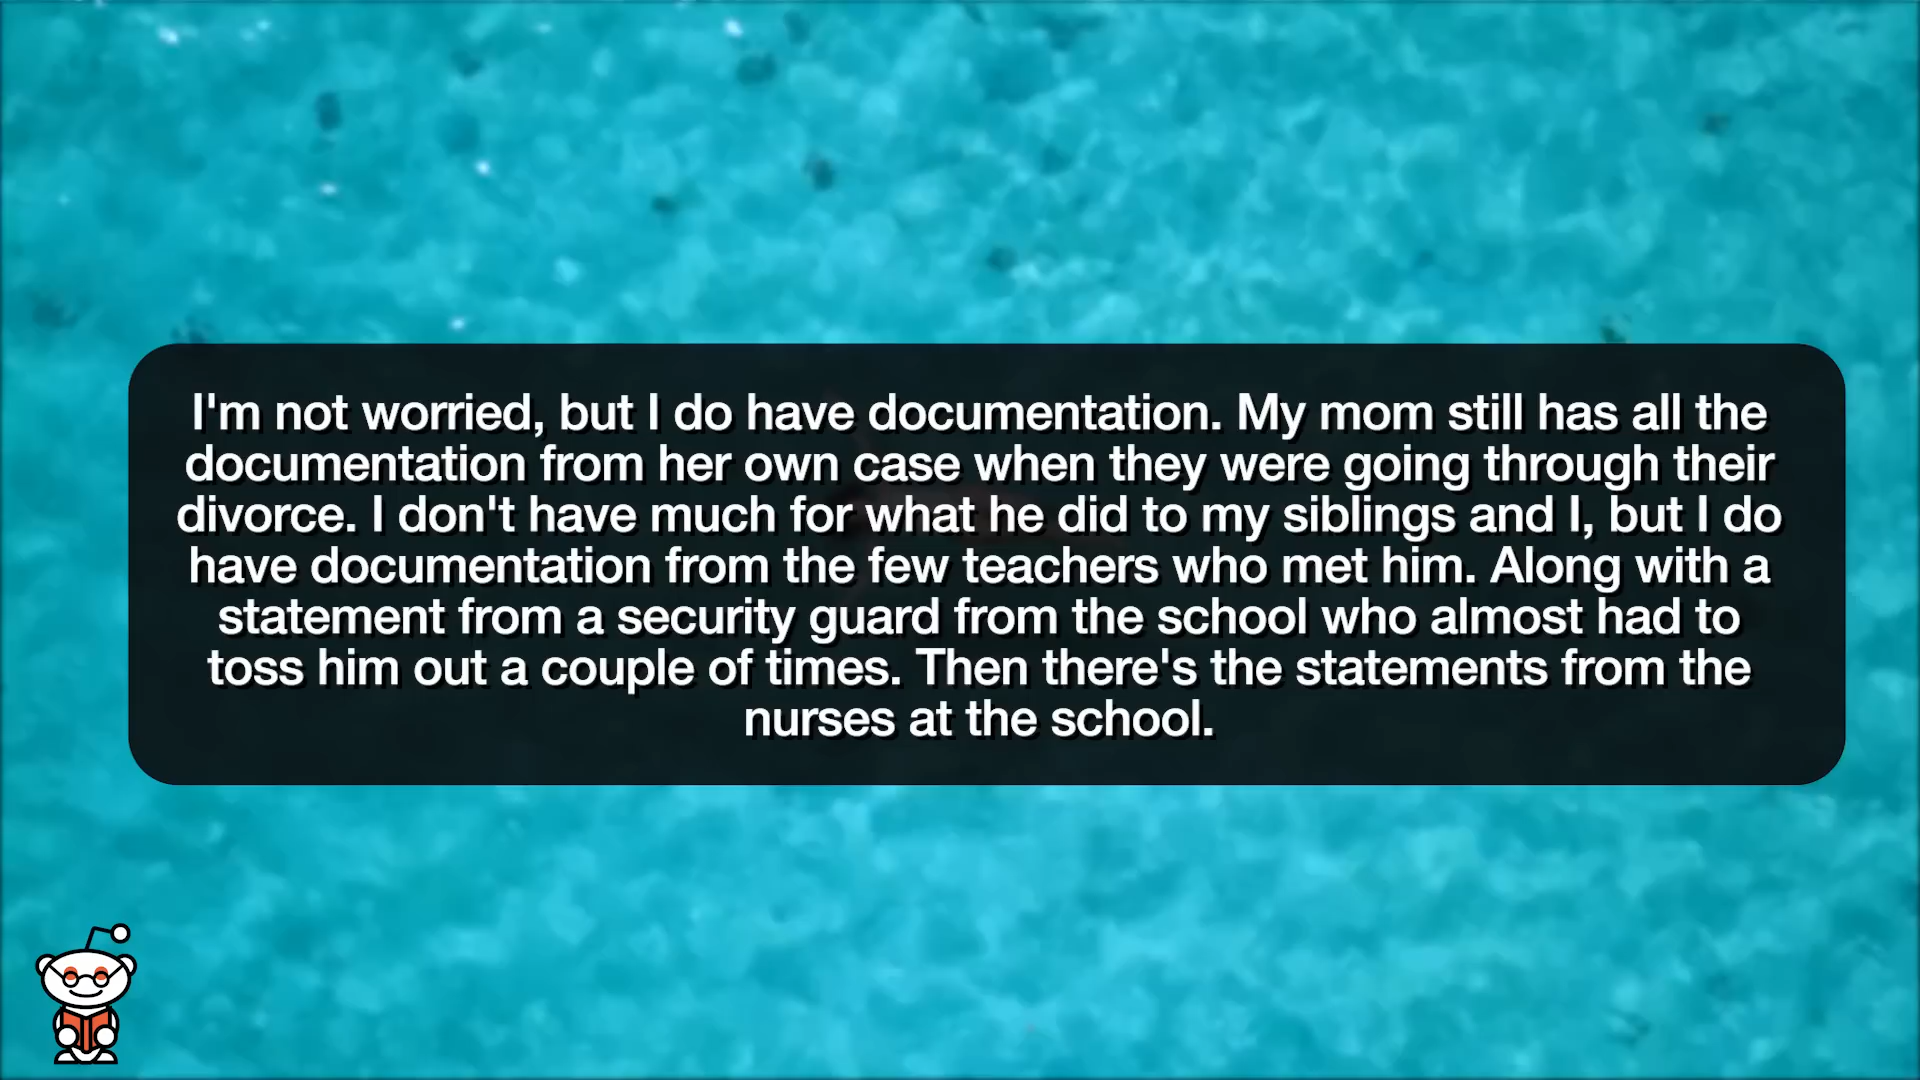 I'm not worried, but I do have documentation. My mom still has all the
documentation from her own case when they were going through their
divorce. I don't have much for what he did to my siblings and I, but I do
have documentation from the few teachers who met him. Along with a
statement from a security guard from the school who almost had to
toss him out a couple of times. Then there's the statements from the
nurses at the school.